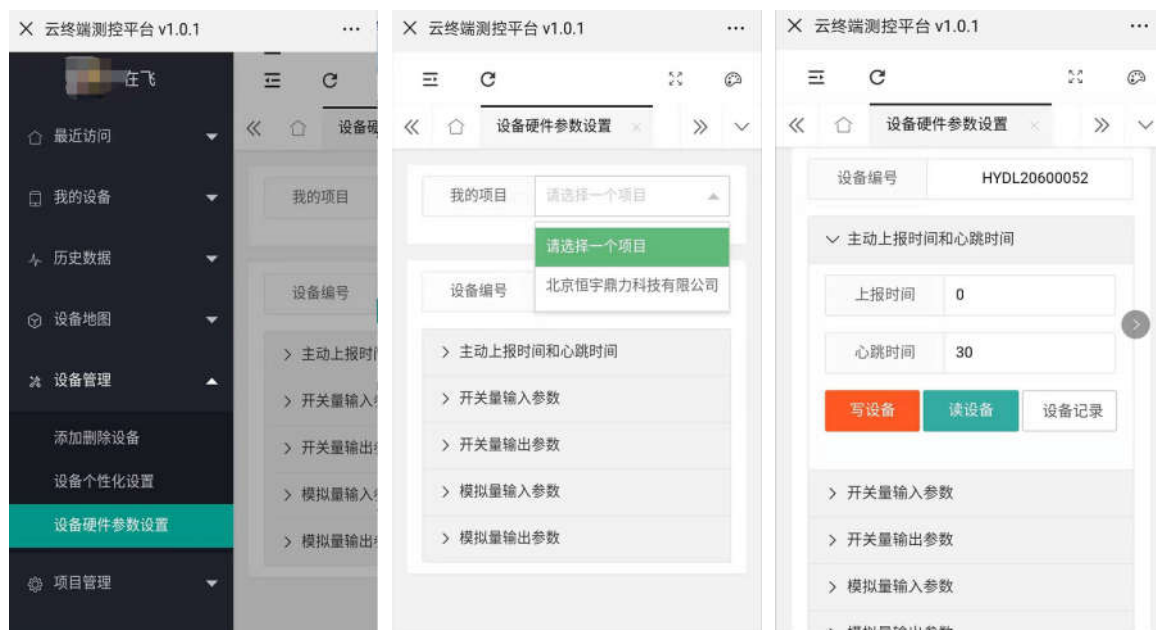 云终端测控平台 v1.0.1
在飞
最近访问
我的设备
历史数据
设备地图
设备管理
添加删除设备
设备个性化设置
设备硬件参数设置
项目管理
设备硬
我的项目
设备编号
主动上报时间
开关量输入
开关量输出
模拟量输入
模拟量输出
云终端测控平台 v1.0.1
设备硬件参数设置
我的项目 请选择一个项目
请选择一个项目
北京恒宇鼎力科技有限公司
设备编号
主动上报时间和心跳时间
开关量输入参数
开关量输出参数
模拟量输入参数
模拟量输出参数
云终端测控平台 v1.0.1
设备硬件参数设置
设备编号 HYDL20600052
主动上报时间和心跳时间
上报时间 0
心跳时间 30
写设备 读设备 设备记录
开关量输入参数
开关量输出参数
模拟量输入参数